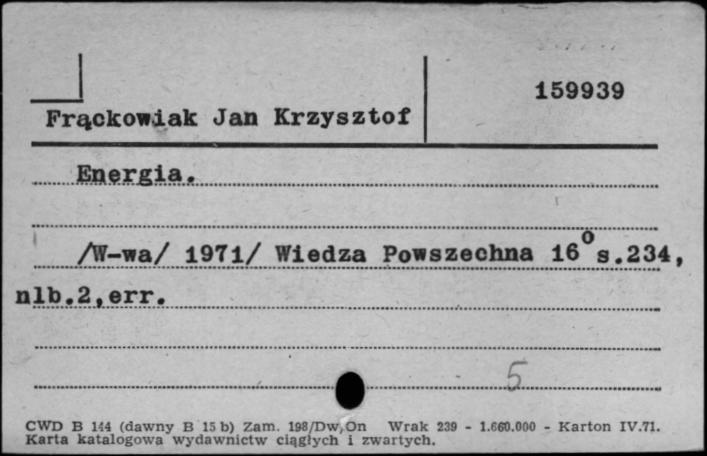 159939
Frąckowiak Jan Krzysztof
Energia.
/W-wa/ 1971/ Wiedza Powszechna 16° s.234,
nlb.2,err.
5
CWD B 144 (dawny B 15 b) Zam. 198/Dw/On Wrak 239 - 1.660.000 - Karton IV.71.
Karta katalogowa wydawnictw ciągłych i zwartych.